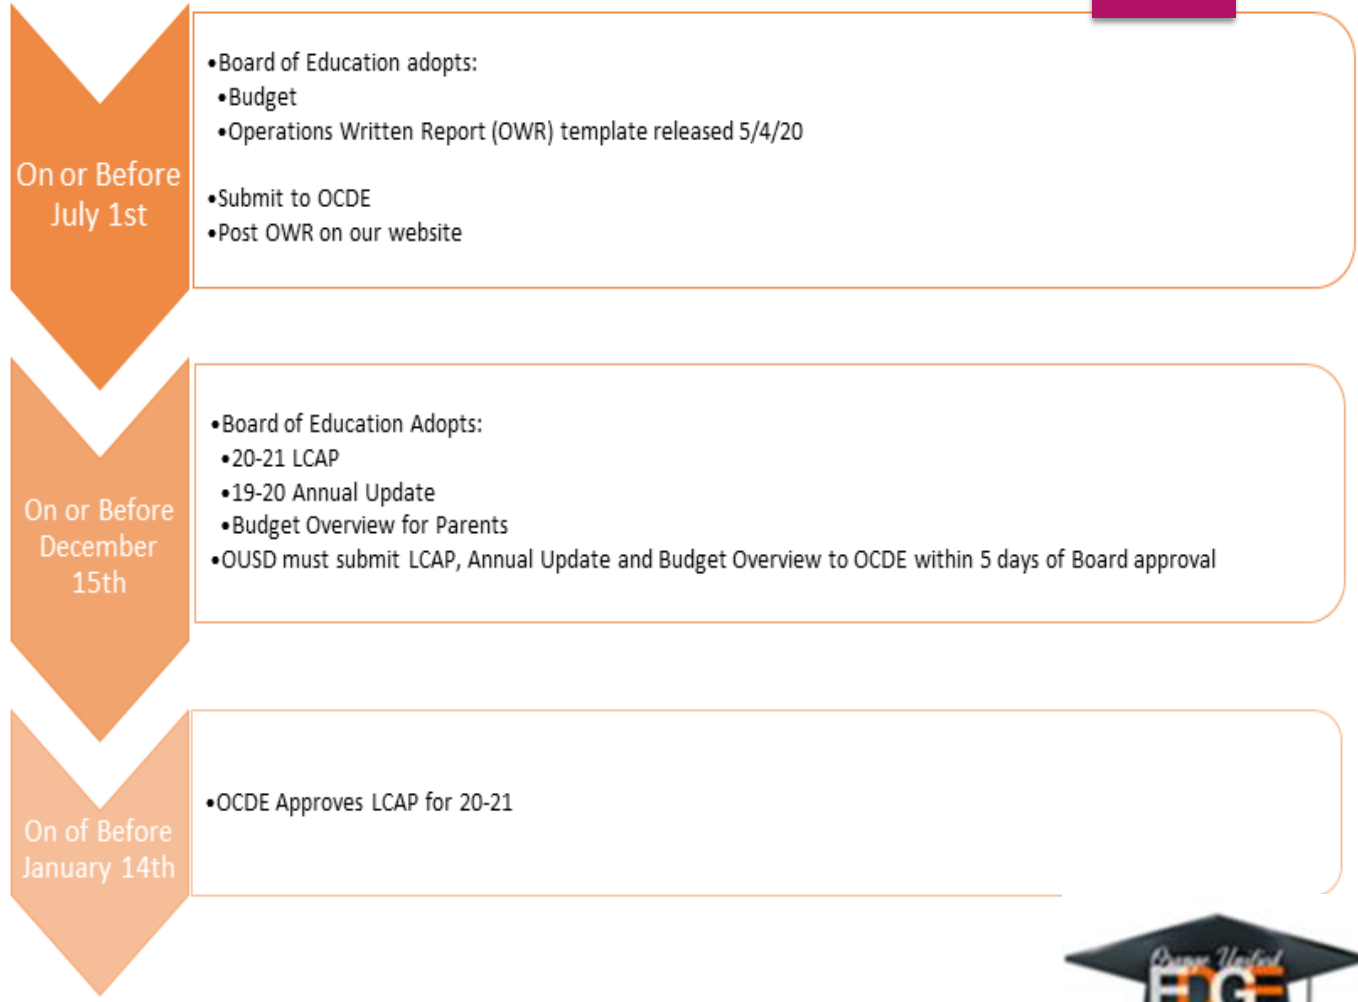 On or Before
July 1st
•Board of Education adopts:
•Budget
•Operations Written Report (OWR) template released 5/4/20
•Submit to OCDE
•Post OWR on our website
On or Before
December
15th
•Board of Education Adopts:
•20-21 LCAP
•19-20 Annual Update
•Budget Overview for Parents
•OUSD must submit LCAP, Annual Update and Budget Overview to OCDE within 5 days of Board approval
On of Before
January 14th
•OCDE Approves LCAP for 20-21
Orange Unified
EDGE